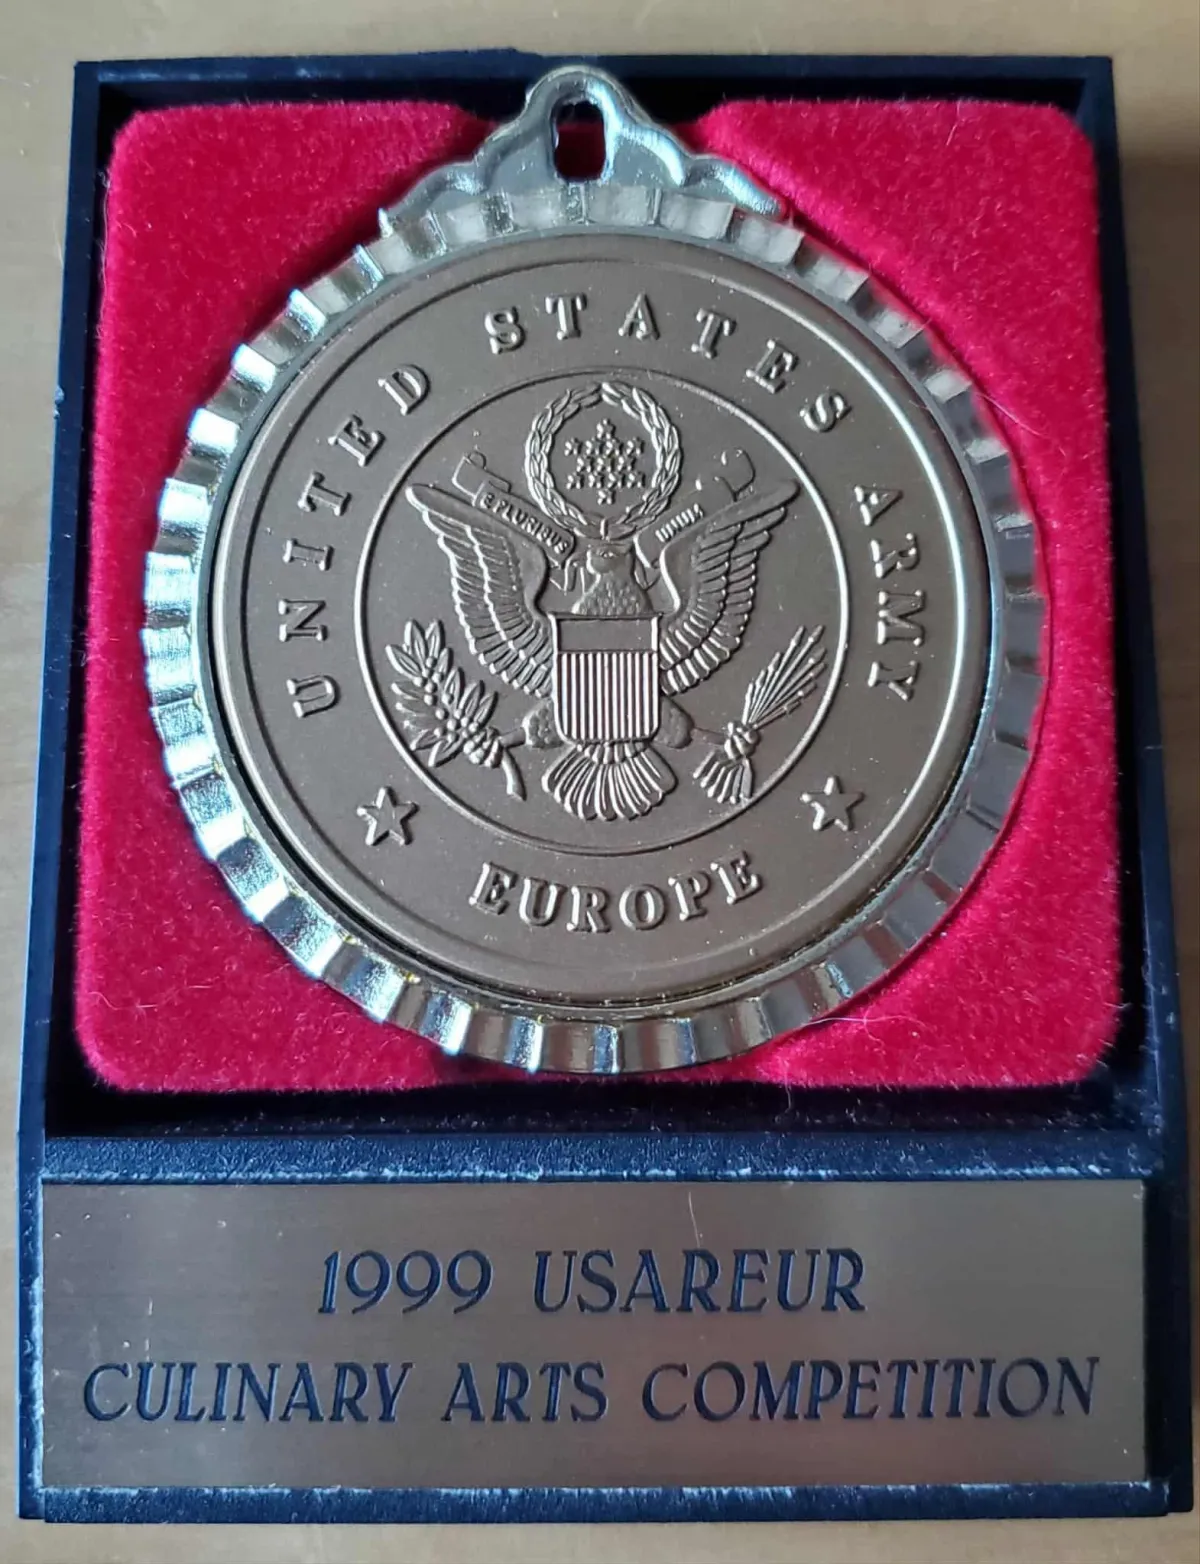 UNITED STATES ARMY
E PLURIBUS UNUM
EUROPE
1999 USAREUR
CULINARY ARTS COMPETITION